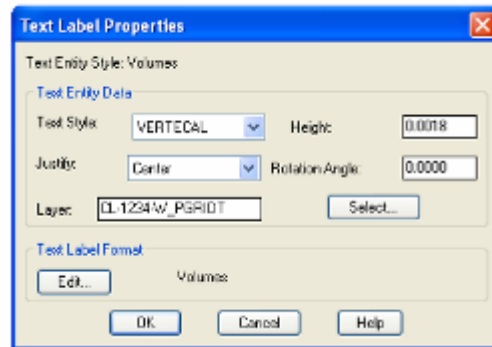 Text Label Properties
Text Entity Style: Volumes
Text Entity Data
Text Style: VERTECAL Height: 0.0018
Justify: Center Rotation Angle: 0.0000
Layer: CL-1234-W_PGRIDT Select...
Text Label Format
Edit... Volumes
OK Cancel Help